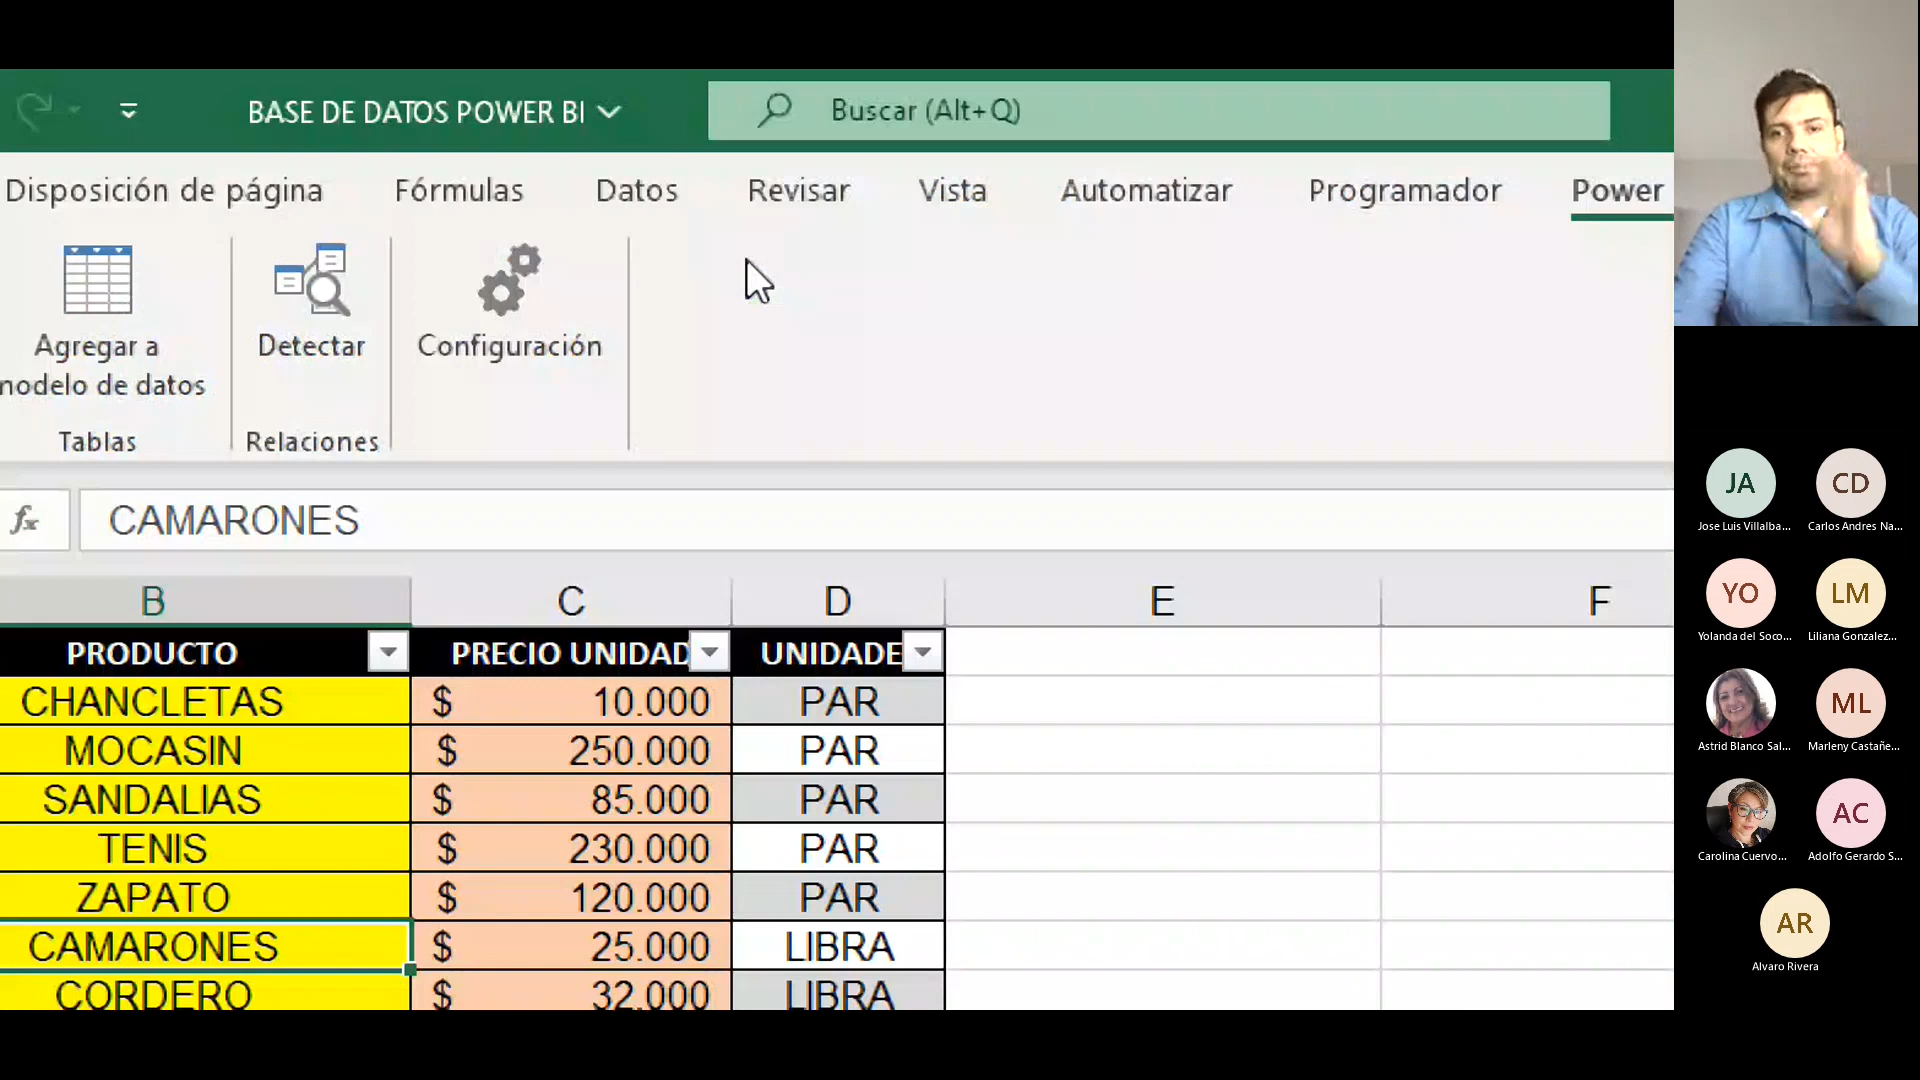 BASE DE DATOS POWER BI
Buscar (Alt+Q)
Disposición de página Fórmulas Datos Revisar Vista Automatizar Programador Power
Agregar a
modelo de datos
Detectar
Configuración
Tablas
Relaciones
fx CAMARONES
B C D E F
PRODUCTO PRECIO UNIDAD UNIDADE
CHANCLETAS $ 10.000 PAR
MOCASIN $ 250.000 PAR
SANDALIAS $ 85.000 PAR
TENIS $ 230.000 PAR
ZAPATO $ 120.000 PAR
CAMARONES $ 25.000 LIBRA
CORDERO $ 32.000 LIBRA
JA CD
Jose Luis Villalba... Carlos Andres Na...
YO LM
Yolanda del Soco... Liliana Gonzalez...
ML
Astrid Blanco Sal... Marleny Castañe...
AC
Carolina Cuervo... Adolfo Gerardo S...
AR
Alvaro Rivera